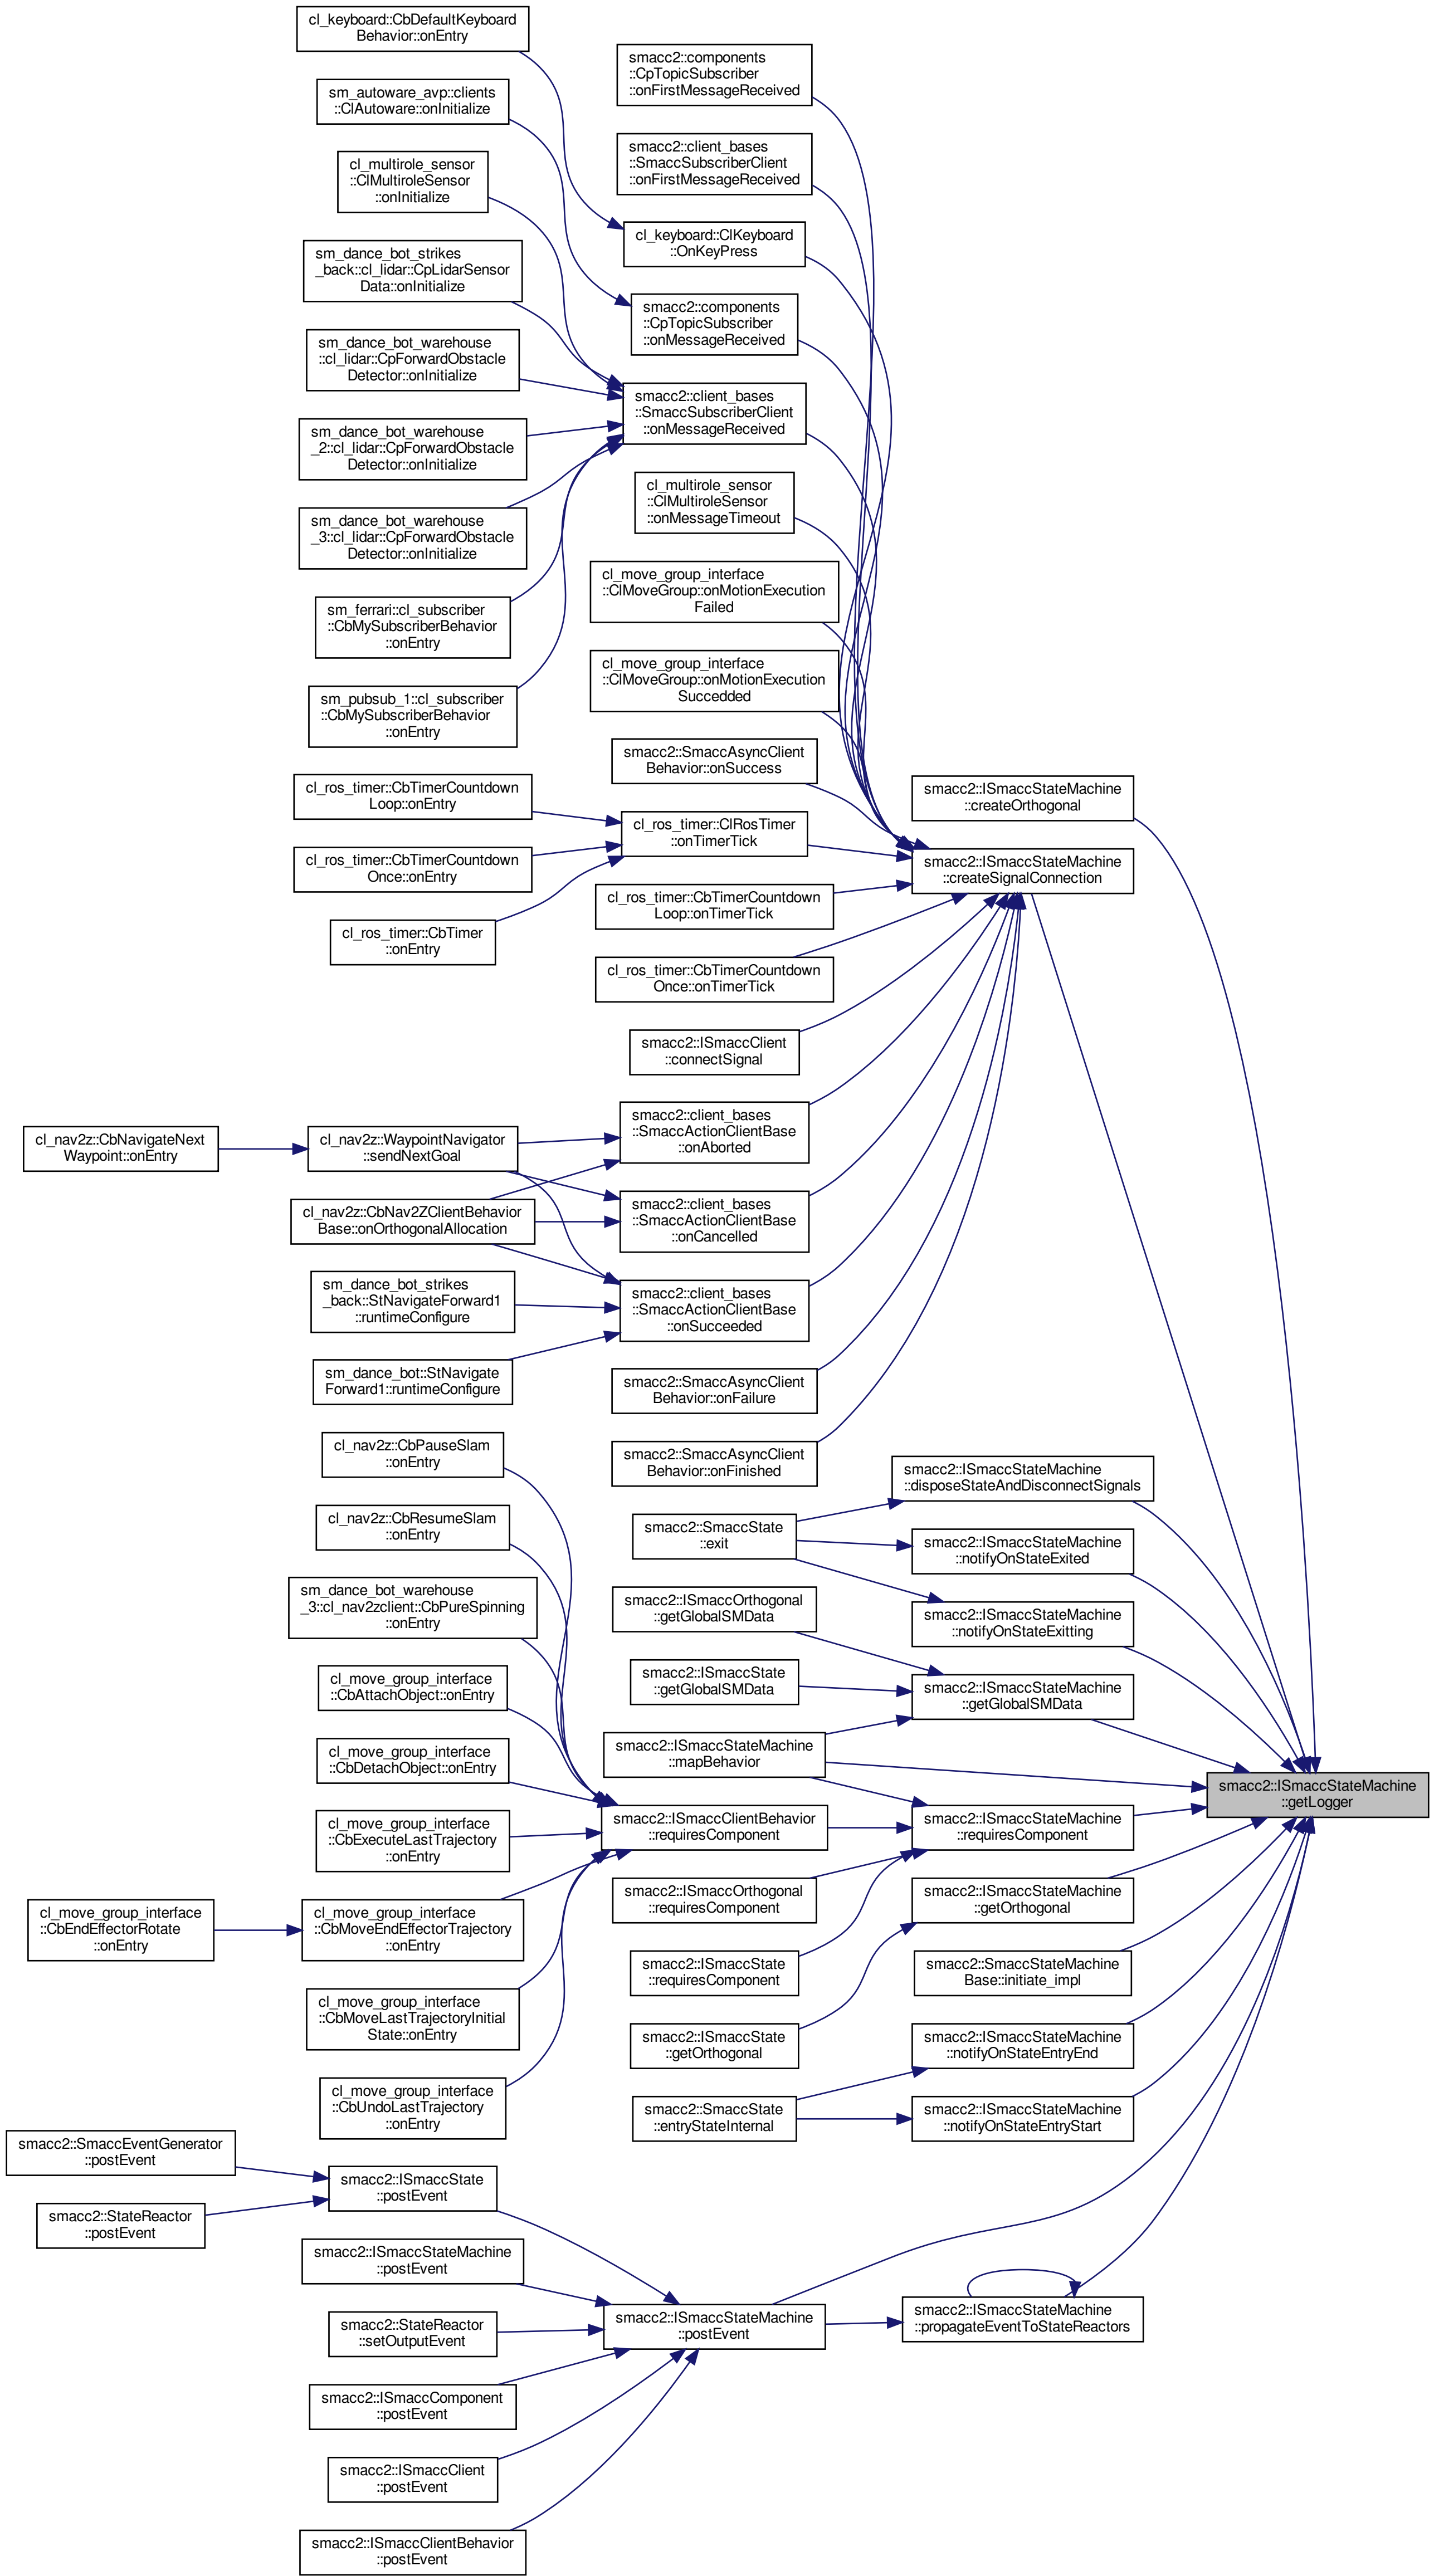 cl_keyboard::CbDefaultKeyboard
Behavior::onEntry
sm_autoware_avp::clients
::ClAutoware::onInitialize
cl_multirole_sensor
::ClMultiroleSensor
::onInitialize
sm_dance_bot_strikes
_back::cl_lidar::CpLidarSensor
Data::onInitialize
sm_dance_bot_warehouse
::cl_lidar::CpForwardObstacle
Detector::onInitialize
sm_dance_bot_warehouse
_2::cl_lidar::CpForwardObstacle
Detector::onInitialize
sm_dance_bot_warehouse
_3::cl_lidar::CpForwardObstacle
Detector::onInitialize
sm_ferrari::cl_subscriber
::CbMySubscriberBehavior
::onEntry
sm_pubsub_1::cl_subscriber
::CbMySubscriberBehavior
::onEntry
cl_ros_timer::CbTimerCountdown
Loop::onEntry
cl_ros_timer::CbTimerCountdown
Once::onEntry
cl_ros_timer::CbTimer
::onEntry
cl_nav2z::CbNavigateNext
Waypoint::onEntry
cl_nav2z::WaypointNavigator
::sendNextGoal
cl_nav2z::CbNav2ZClientBehavior
Base::onOrthogonalAllocation
sm_dance_bot_strikes
_back::StNavigateForward1
::runtimeConfigure
sm_dance_bot::StNavigate
Forward1::runtimeConfigure
cl_nav2z::CbPauseSlam
::onEntry
cl_nav2z::CbResumeSlam
::onEntry
sm_dance_bot_warehouse
_3::cl_nav2zclient::CbPureSpinning
::onEntry
cl_move_group_interface
::CbAttachObject::onEntry
cl_move_group_interface
::CbDetachObject::onEntry
cl_move_group_interface
::CbExecuteLastTrajectory
::onEntry
cl_move_group_interface
::CbEndEffectorRotate
::onEntry
cl_move_group_interface
::CbMoveEndEffectorTrajectory
::onEntry
cl_move_group_interface
::CbMoveLastTrajectoryInitial
State::onEntry
cl_move_group_interface
::CbUndoLastTrajectory
::onEntry
smacc2::SmaccEventGenerator
::postEvent
smacc2::StateReactor
::postEvent
smacc2::ISmaccState
::postEvent
smacc2::ISmaccStateMachine
::postEvent
smacc2::StateReactor
::setOutputEvent
smacc2::ISmaccComponent
::postEvent
smacc2::ISmaccClient
::postEvent
smacc2::ISmaccClientBehavior
::postEvent
smacc2::components
::CpTopicSubscriber
::onFirstMessageReceived
smacc2::client_bases
::SmaccSubscriberClient
::onFirstMessageReceived
cl_keyboard::ClKeyboard
::OnKeyPress
smacc2::components
::CpTopicSubscriber
::onMessageReceived
smacc2::client_bases
::SmaccSubscriberClient
::onMessageReceived
cl_multirole_sensor
::ClMultiroleSensor
::onMessageTimeout
cl_move_group_interface
::ClMoveGroup::onMotionExecution
Failed
cl_move_group_interface
::ClMoveGroup::onMotionExecution
Succedded
smacc2::SmaccAsyncClient
Behavior::onSuccess
cl_ros_timer::ClRosTimer
::onTimerTick
cl_ros_timer::CbTimerCountdown
Loop::onTimerTick
cl_ros_timer::CbTimerCountdown
Once::onTimerTick
smacc2::ISmaccClient
::connectSignal
smacc2::client_bases
::SmaccActionClientBase
::onAborted
smacc2::client_bases
::SmaccActionClientBase
::onCancelled
smacc2::client_bases
::SmaccActionClientBase
::onSucceeded
smacc2::SmaccAsyncClient
Behavior::onFailure
smacc2::SmaccAsyncClient
Behavior::onFinished
smacc2::SmaccState
::exit
smacc2::ISmaccOrthogonal
::getGlobalSMData
smacc2::ISmaccState
::getGlobalSMData
smacc2::ISmaccStateMachine
::mapBehavior
smacc2::ISmaccClientBehavior
::requiresComponent
smacc2::ISmaccOrthogonal
::requiresComponent
smacc2::ISmaccState
::requiresComponent
smacc2::ISmaccState
::getOrthogonal
smacc2::SmaccState
::entryStateInternal
smacc2::ISmaccStateMachine
::postEvent
smacc2::ISmaccStateMachine
::createOrthogonal
smacc2::ISmaccStateMachine
::createSignalConnection
smacc2::ISmaccStateMachine
::disposeStateAndDisconnectSignals
smacc2::ISmaccStateMachine
::notifyOnStateExited
smacc2::ISmaccStateMachine
::notifyOnStateExitting
smacc2::ISmaccStateMachine
::getGlobalSMData
smacc2::ISmaccStateMachine
::requiresComponent
smacc2::ISmaccStateMachine
::getOrthogonal
smacc2::SmaccStateMachine
Base::initiate_impl
smacc2::ISmaccStateMachine
::notifyOnStateEntryEnd
smacc2::ISmaccStateMachine
::notifyOnStateEntryStart
smacc2::ISmaccStateMachine
::propagateEventToStateReactors
smacc2::ISmaccStateMachine
::getLogger